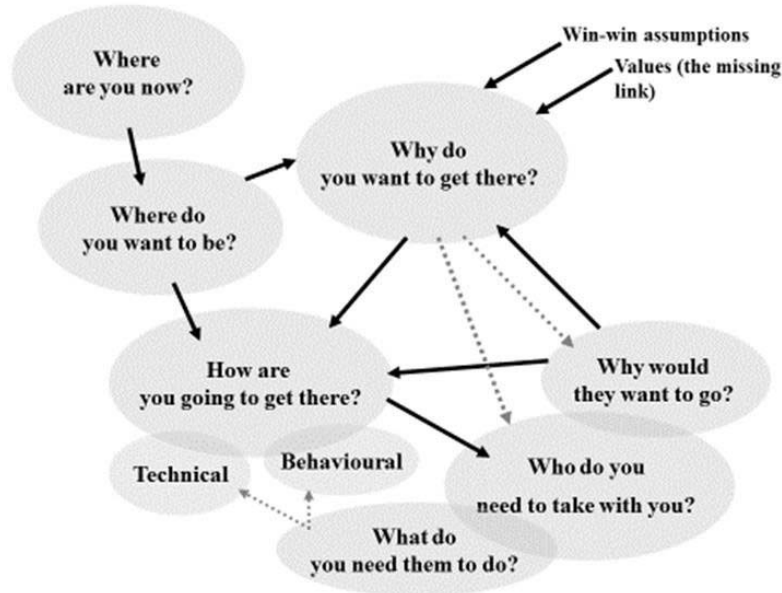 Where
are you now?
Win-win assumptions
Values (the missing
link)
Why do
you want to get there?
Where do
you want to be?
How are
you going to get there?
Why would
they want to go?
Technical
Behavioural
Who do you
need to take with you?
What do
you need them to do?